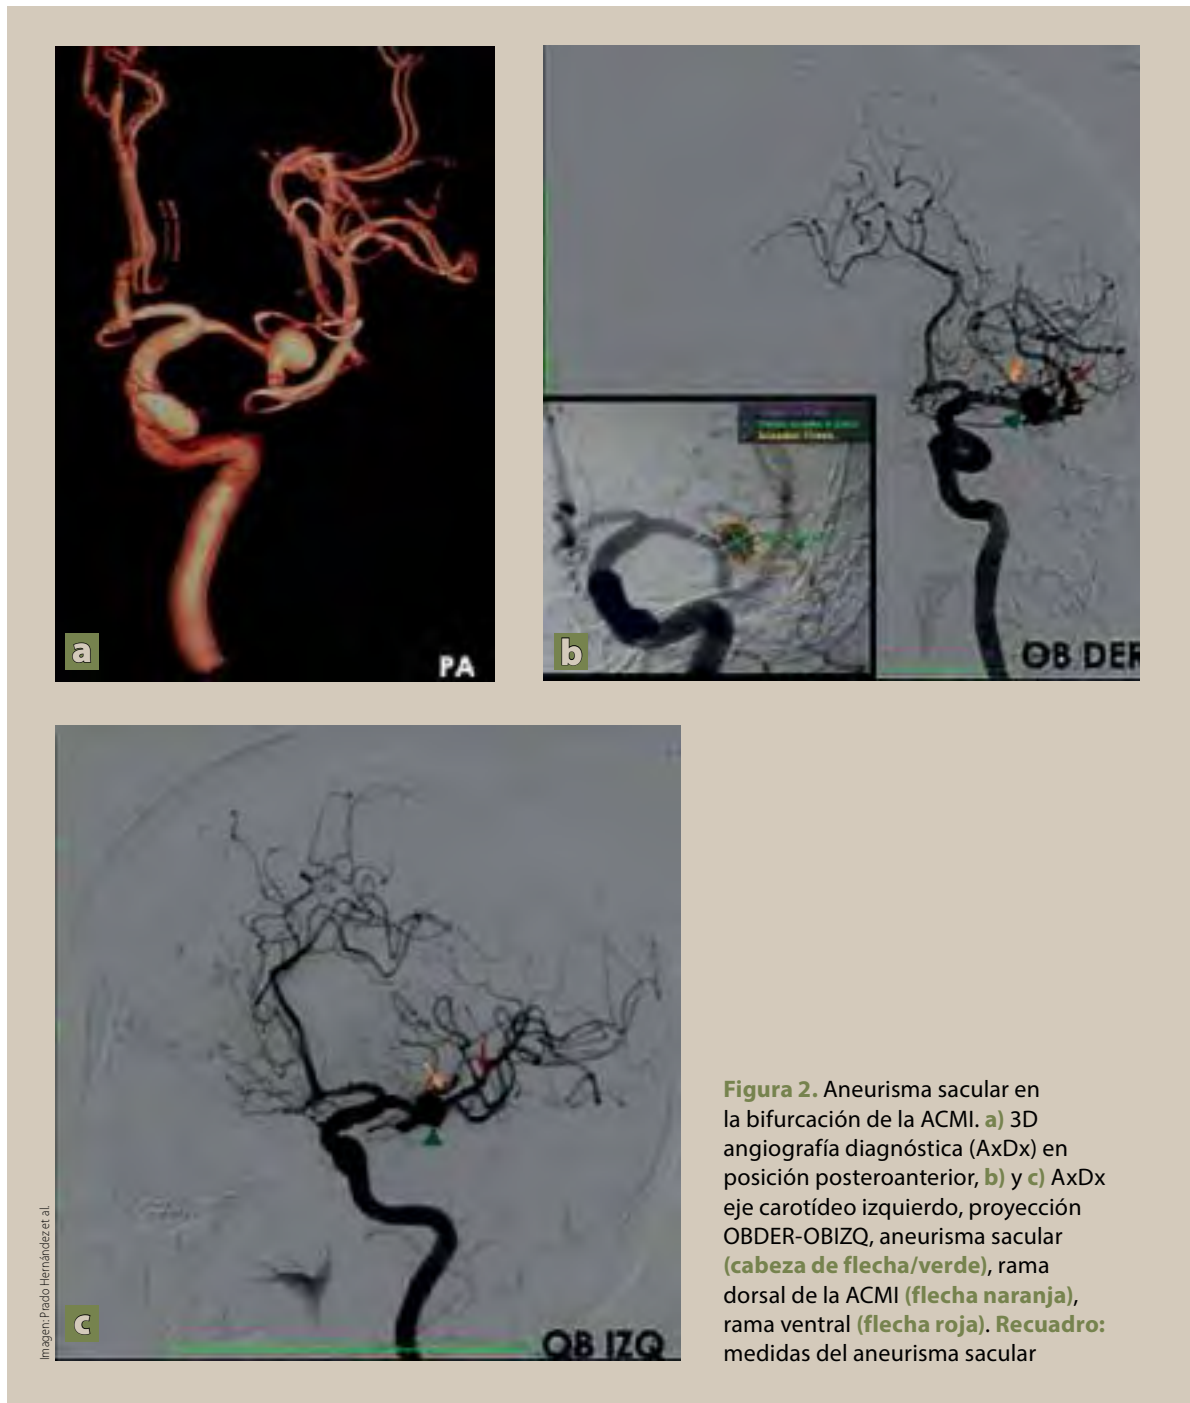 a
PA
b
OB DER
c
OB IZQ
Imagen: Prado Hernández et al.
Figura 2. Aneurisma sacular en
la bifurcación de la ACMI. a) 3D
angiografía diagnóstica (AxDx) en
posición posteroanterior, b) y c) AxDx
eje carotídeo izquierdo, proyección
OBDER-OBIZQ, aneurisma sacular
(cabeza de flecha/verde), rama
dorsal de la ACMI (flecha naranja),
rama ventral (flecha roja). Recuadro:
medidas del aneurisma sacular